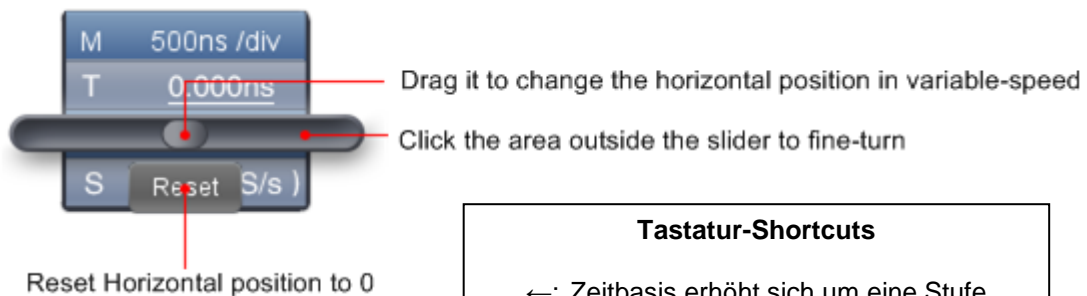 M 500ns /div
T 0.000ns
Drag it to change the horizontal position in variable-speed
Click the area outside the slider to fine-turn
S Reset S/s )
Reset Horizontal position to 0
Tastatur-Shortcuts
←: Zeitbasis erhöht sich um eine Stufe